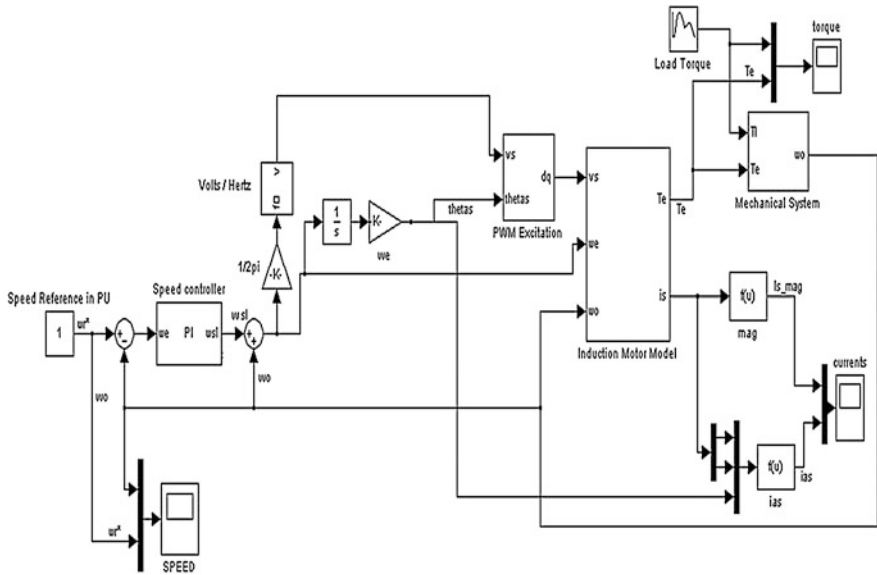 torque
Load Torque
Te
Tl
Te
wo
Mechanical System
vs
thetas
dq
PWM Excitation
vs
we
wo
Te
is
Te
Induction Motor Model
Volts / Hertz
V
1
s
-K-
thetas
we
1/2pi
-K-
Speed Reference in PU
1
wr*
+
-
Speed controller
we
PI
wsl
wsl
+
+
wo
wo
f(u)
mag
Is_mag
currents
f(u)
ias
ias
wr*
SPEED